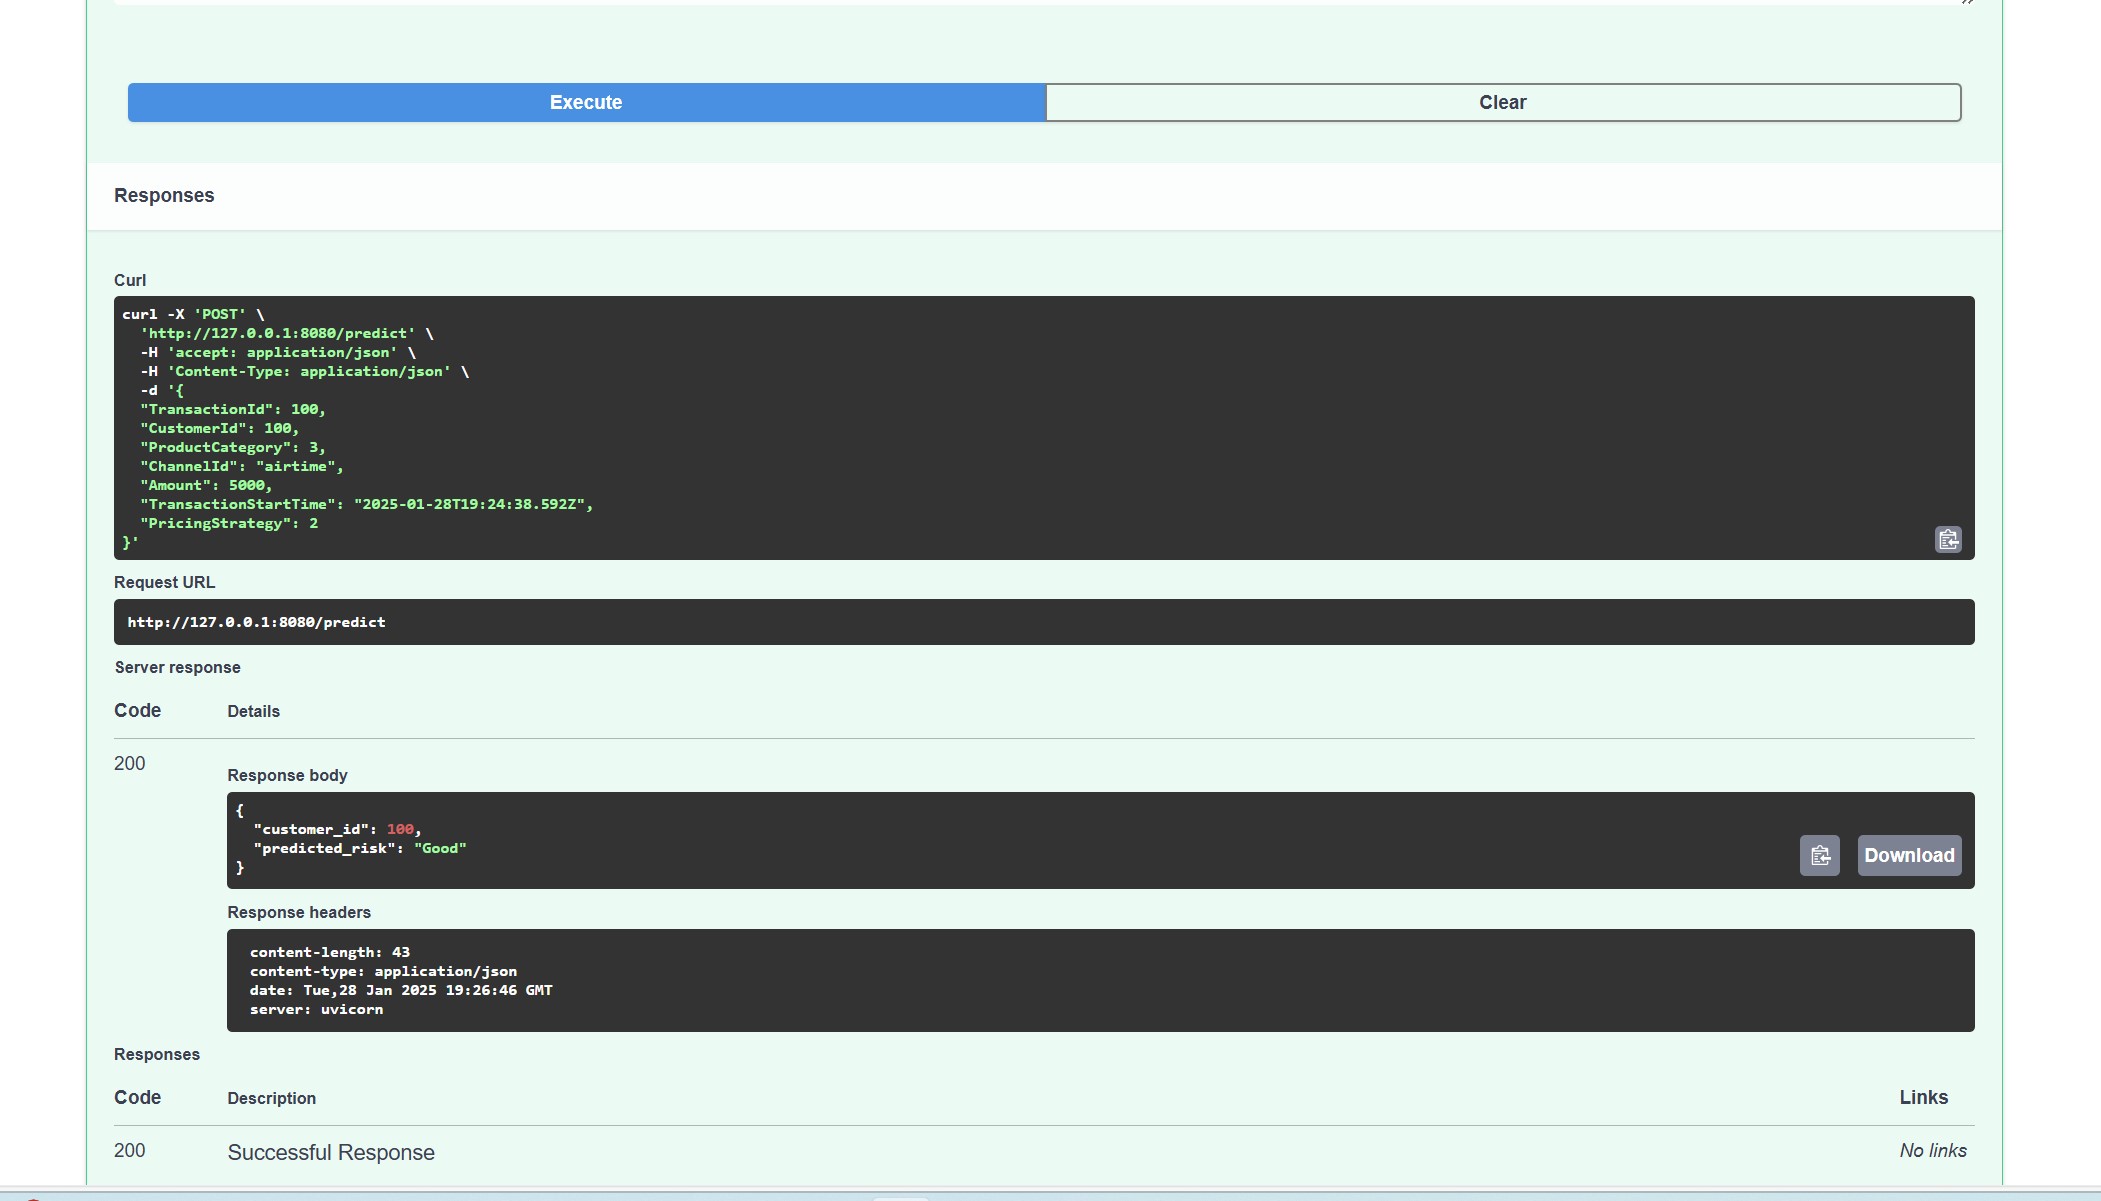 Execute
Clear
Responses
Curl
curl -X 'POST' \
  'http://127.0.0.1:8080/predict' \
  -H 'accept: application/json' \
  -H 'Content-Type: application/json' \
  -d '{
  "TransactionId": 100,
  "CustomerId": 100,
  "ProductCategory": 3,
  "ChannelId": "airtime",
  "Amount": 5000,
  "TransactionStartTime": "2025-01-28T19:24:38.592Z",
  "PricingStrategy": 2
}'
Request URL
http://127.0.0.1:8080/predict
Server response
Code Details
200
Response body
{
  "customer_id": 100,
  "predicted_risk": "Good"
}
Download
Response headers
content-length: 43
content-type: application/json
date: Tue,28 Jan 2025 19:26:46 GMT
server: uvicorn
Responses
Code Description Links
200 Successful Response No links